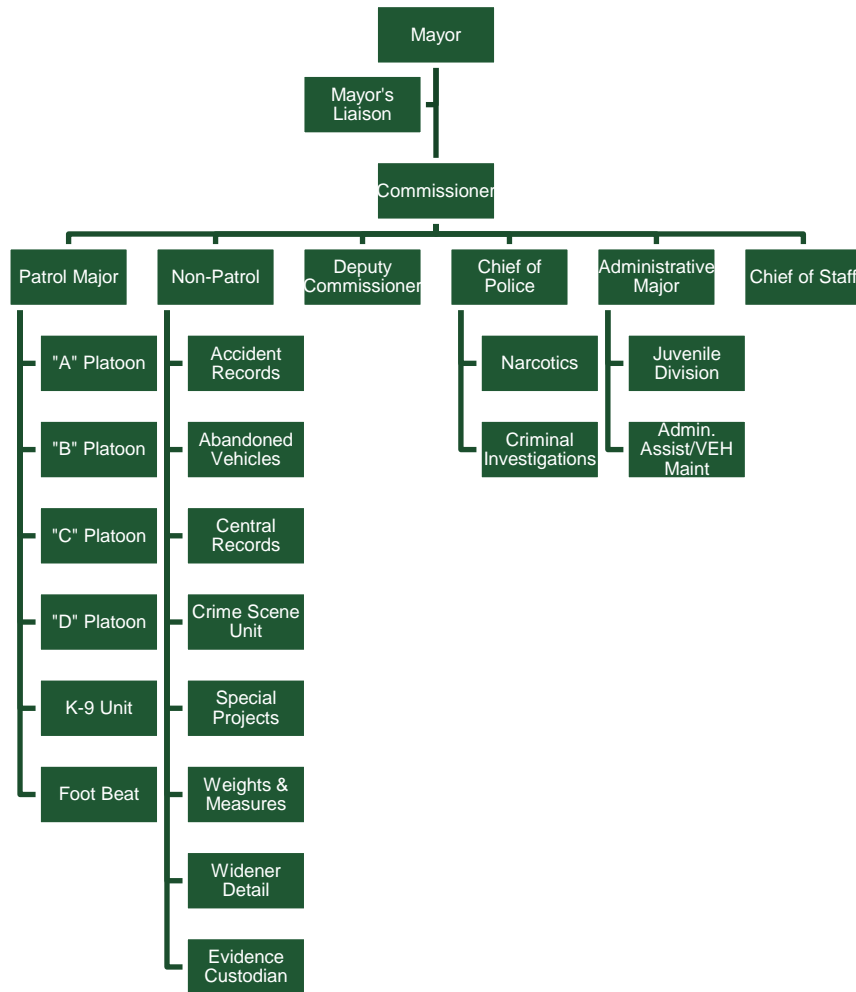 Mayor
Mayor's
Liaison
Commissioner
Patrol Major
Non-Patrol
Deputy
Commissioner
Chief of
Police
Administrative
Major
Chief of Staff
"A" Platoon
"B" Platoon
"C" Platoon
"D" Platoon
K-9 Unit
Foot Beat
Accident
Records
Abandoned
Vehicles
Central
Records
Crime Scene
Unit
Special
Projects
Weights &
Measures
Widener
Detail
Evidence
Custodian
Narcotics
Criminal
Investigations
Juvenile
Division
Admin.
Assist/VEH
Maint